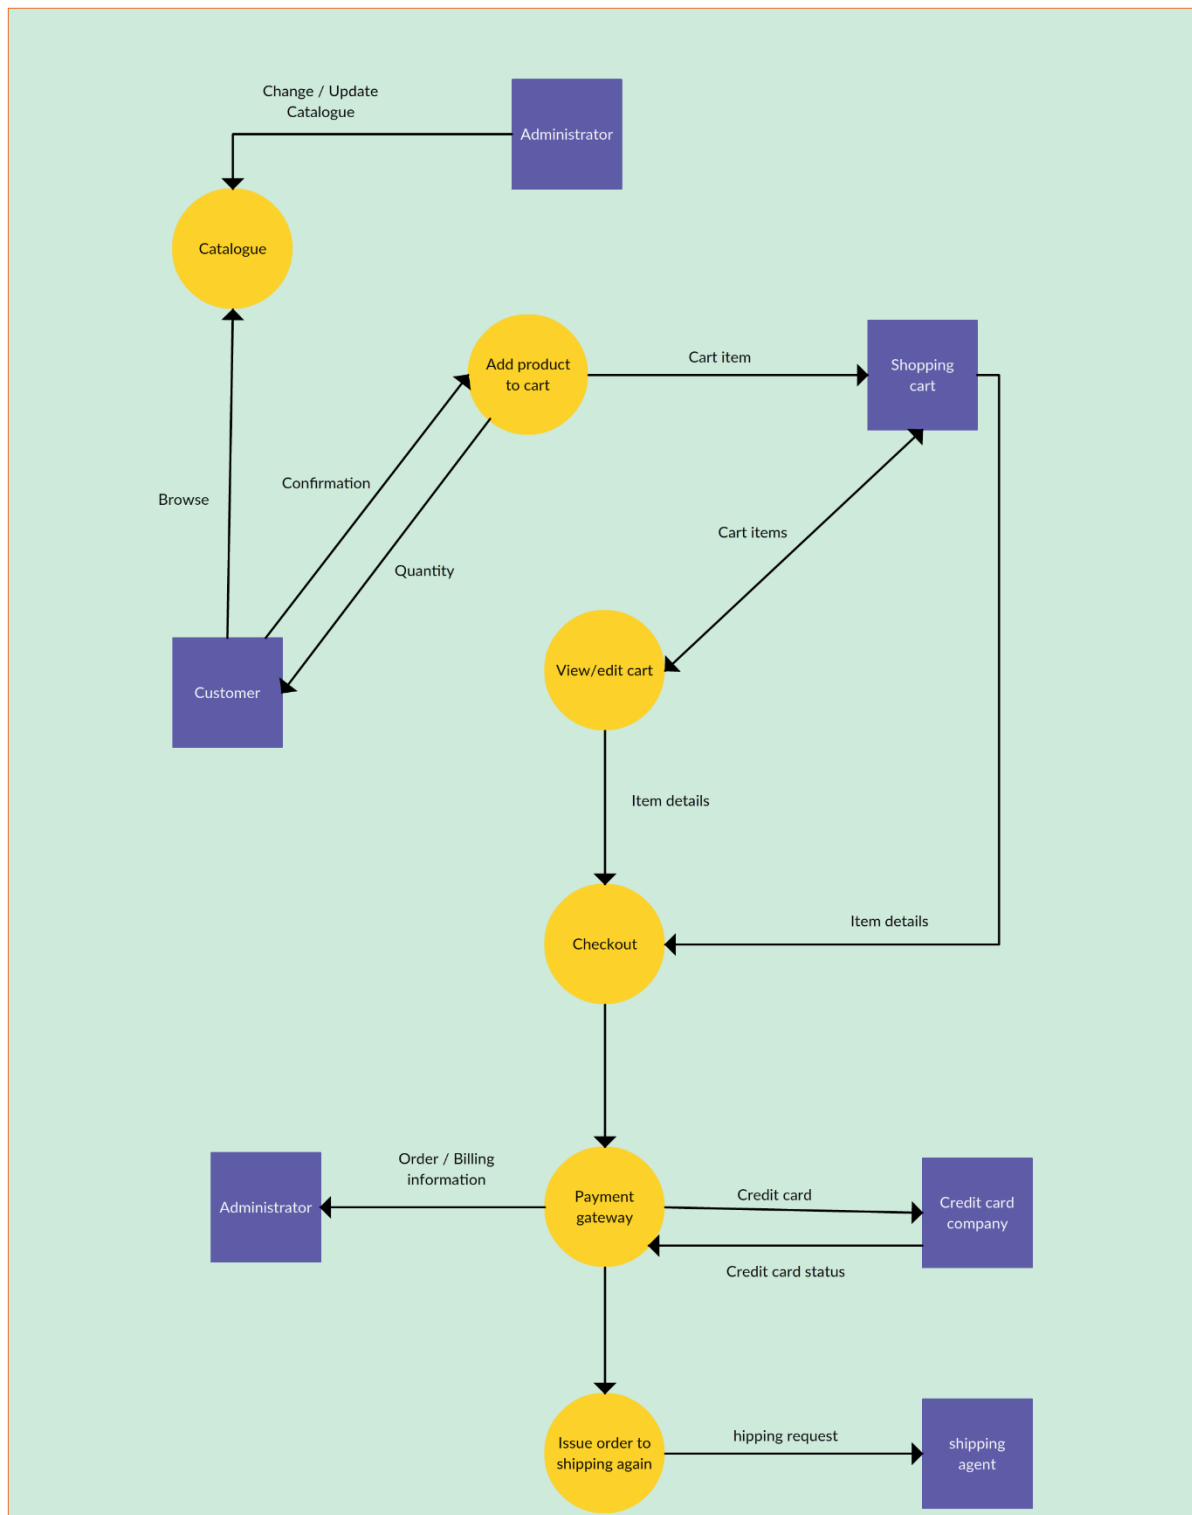 Change / Update
Catalogue
Administrator
Catalogue
Add product
to cart
Cart item
Shopping
cart
Confirmation
Browse
Cart items
Quantity
View/edit cart
Customer
Item details
Item details
Checkout
Order / Billing
information
Administrator
Payment
gateway
Credit card
Credit card
company
Credit card status
Issue order to
shipping again
hipping request
shipping
agent